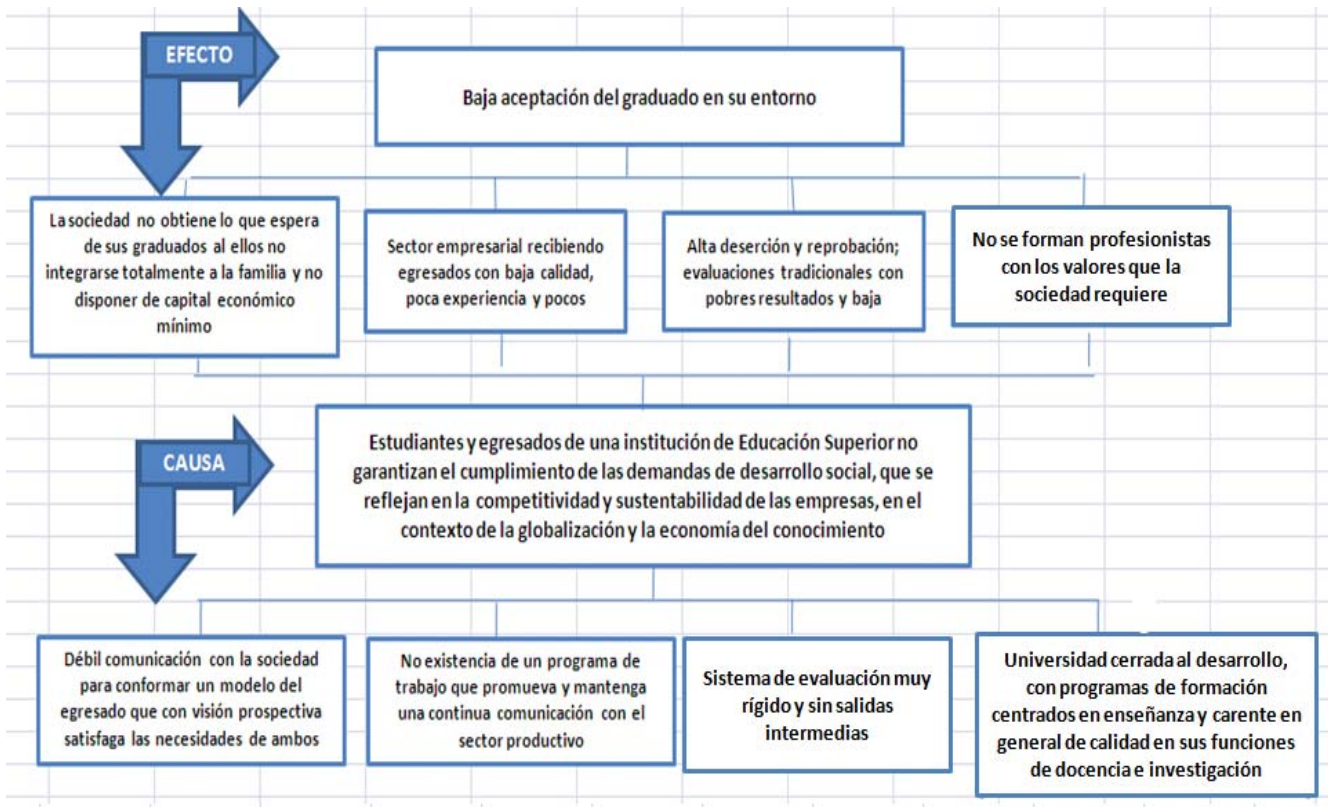 EFECTO
Baja aceptación del graduado en su entorno
La sociedad no obtiene lo que espera
de sus graduados al ellos no
integrarse totalmente a la familia y no
disponer de capital económico
mínimo
Sector empresarial recibiendo
egresados con baja calidad,
poca experiencia y pocos
Alta deserción y reprobación;
evaluaciones tradicionales con
pobres resultados y baja
No se forman profesionistas
con los valores que la
sociedad requiere
CAUSA
Estudiantes y egresados de una institución de Educación Superior no
garantizan el cumplimiento de las demandas de desarrollo social, que se
reflejan en la competitividad y sustentabilidad de las empresas, en el
contexto de la globalización y la economía del conocimiento
Débil comunicación con la sociedad
para conformar un modelo del
egresado que con visión prospectiva
satisfaga las necesidades de ambos
No existencia de un programa de
trabajo que promueva y mantenga
una continua comunicación con el
sector productivo
Sistema de evaluación muy
rígido y sin salidas
intermedias
Universidad cerrada al desarrollo,
con programas de formación
centrados en enseñanza y carente en
general de calidad en sus funciones
de docencia e investigación